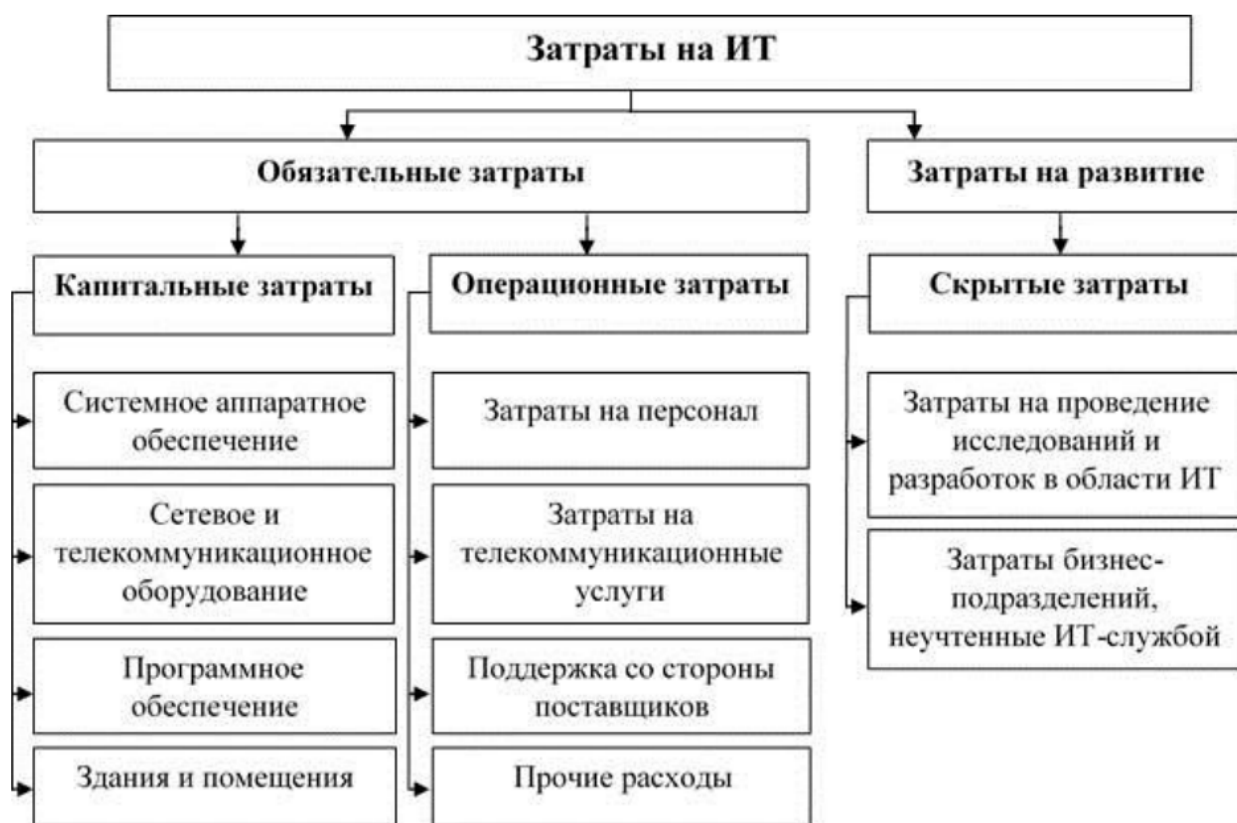 Затраты на ИТ
Обязательные затраты
Затраты на развитие
Капитальные затраты
Операционные затраты
Скрытые затраты
Системное аппаратное
обеспечение
Затраты на персонал
Затраты на проведение
исследований и
разработок в области ИТ
Сетевое и
телекоммуникационное
оборудование
Затраты на
телекоммуникационные
услуги
Затраты бизнес-
подразделений,
неучтенные ИТ-службой
Программное
обеспечение
Поддержка со стороны
поставщиков
Здания и помещения
Прочие расходы